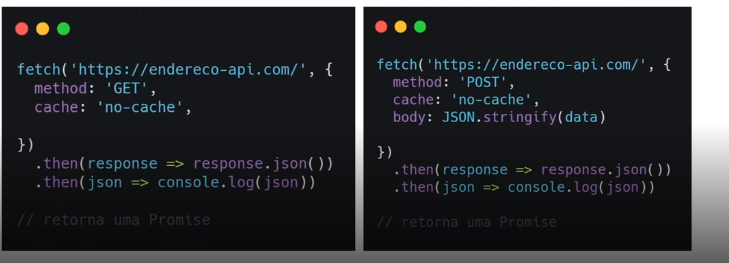 fetch('https://endereco-api.com/', {
method: 'GET',
cache: 'no-cache',
})
.then(response => response.json())
.then(json => console.log(json))
// retorna uma Promise
fetch('https://endereco-api.com/', {
method: 'POST',
cache: 'no-cache',
body: JSON.stringify(data)
})
.then(response => response.json())
.then(json => console.log(json))
// retorna uma Promise